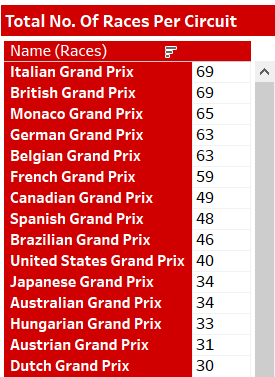 Total No. Of Races Per Circuit
Name (Races)
Italian Grand Prix 69
British Grand Prix 69
Monaco Grand Prix 65
German Grand Prix 63
Belgian Grand Prix 63
French Grand Prix 59
Canadian Grand Prix 49
Spanish Grand Prix 48
Brazilian Grand Prix 46
United States Grand Prix 40
Japanese Grand Prix 34
Australian Grand Prix 34
Hungarian Grand Prix 33
Austrian Grand Prix 31
Dutch Grand Prix 30